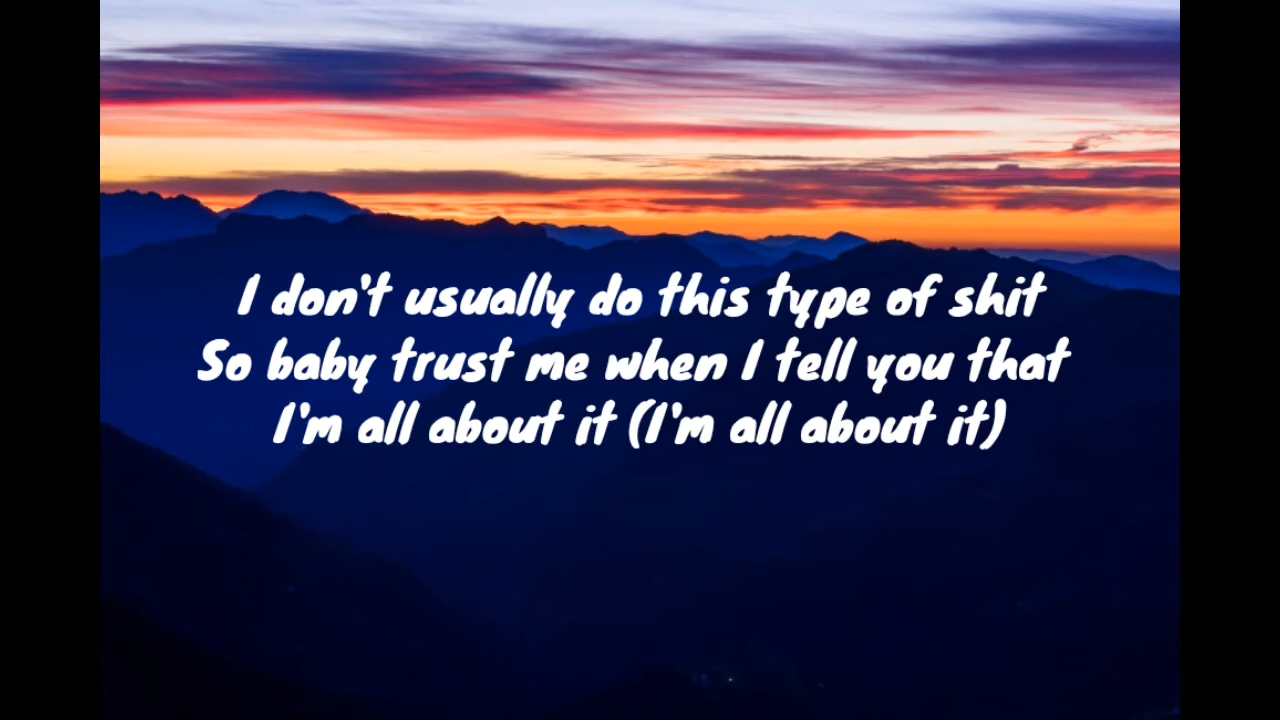 I don't usually do this type of shit
So baby trust me when I tell you that
I'm all about it (I'm all about it)